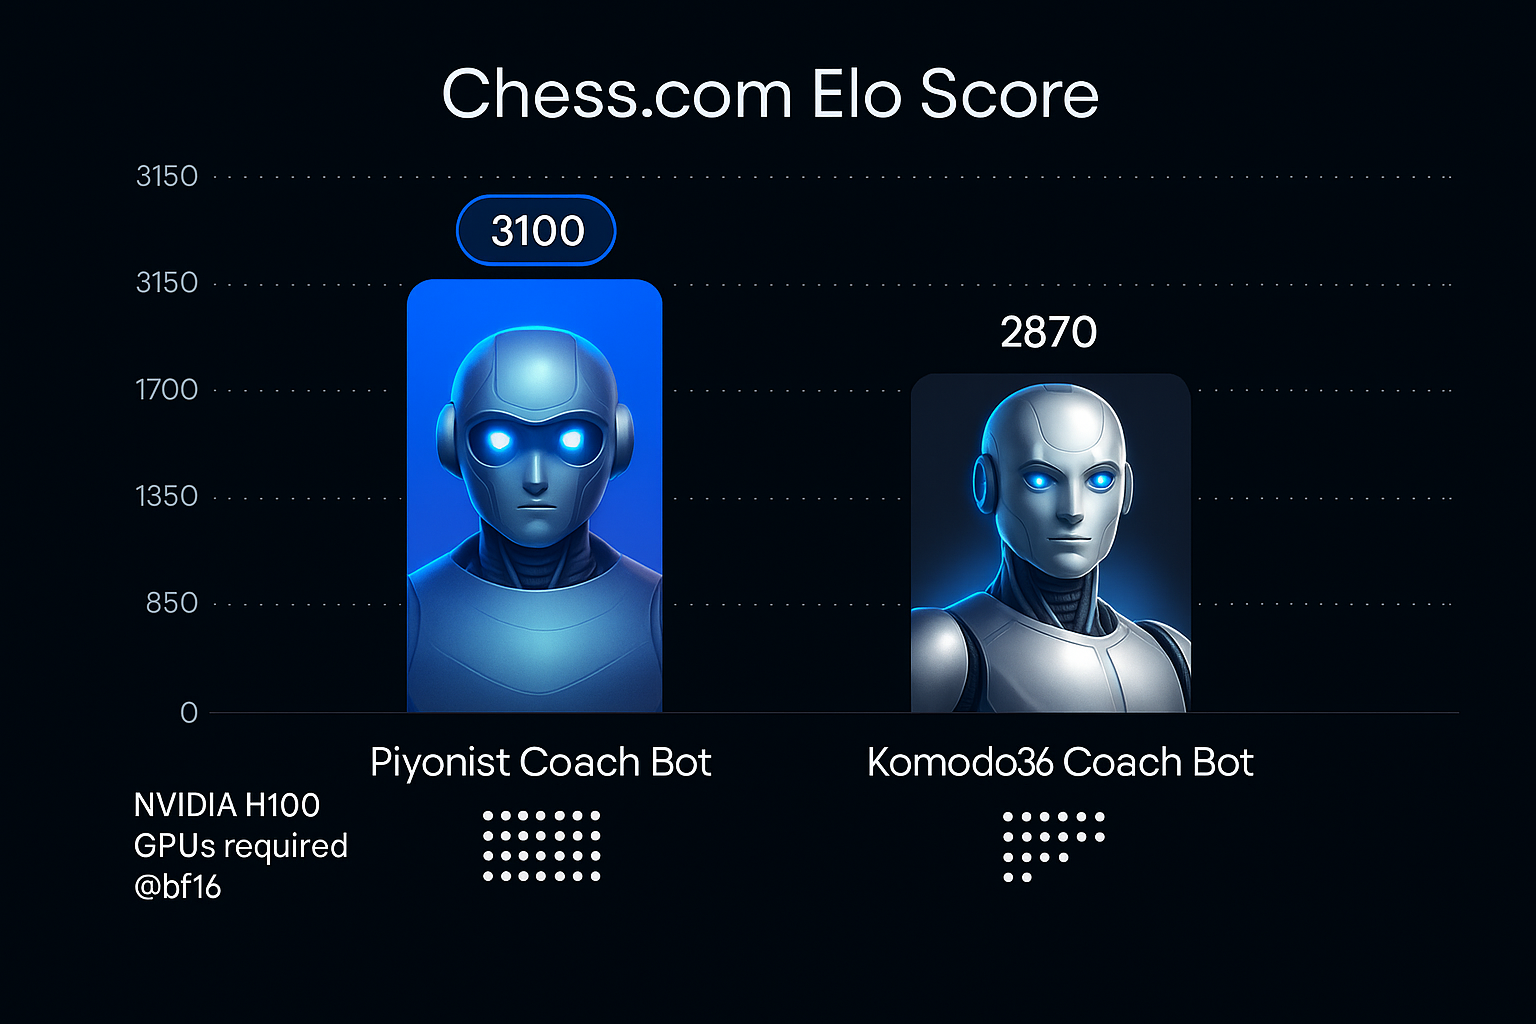 Chess.com Elo Score
3150
3100
3150
2870
1700
1350
850
0
Piyonist Coach Bot
Komodo36 Coach Bot
NVIDIA H100
GPUs required
@bf16